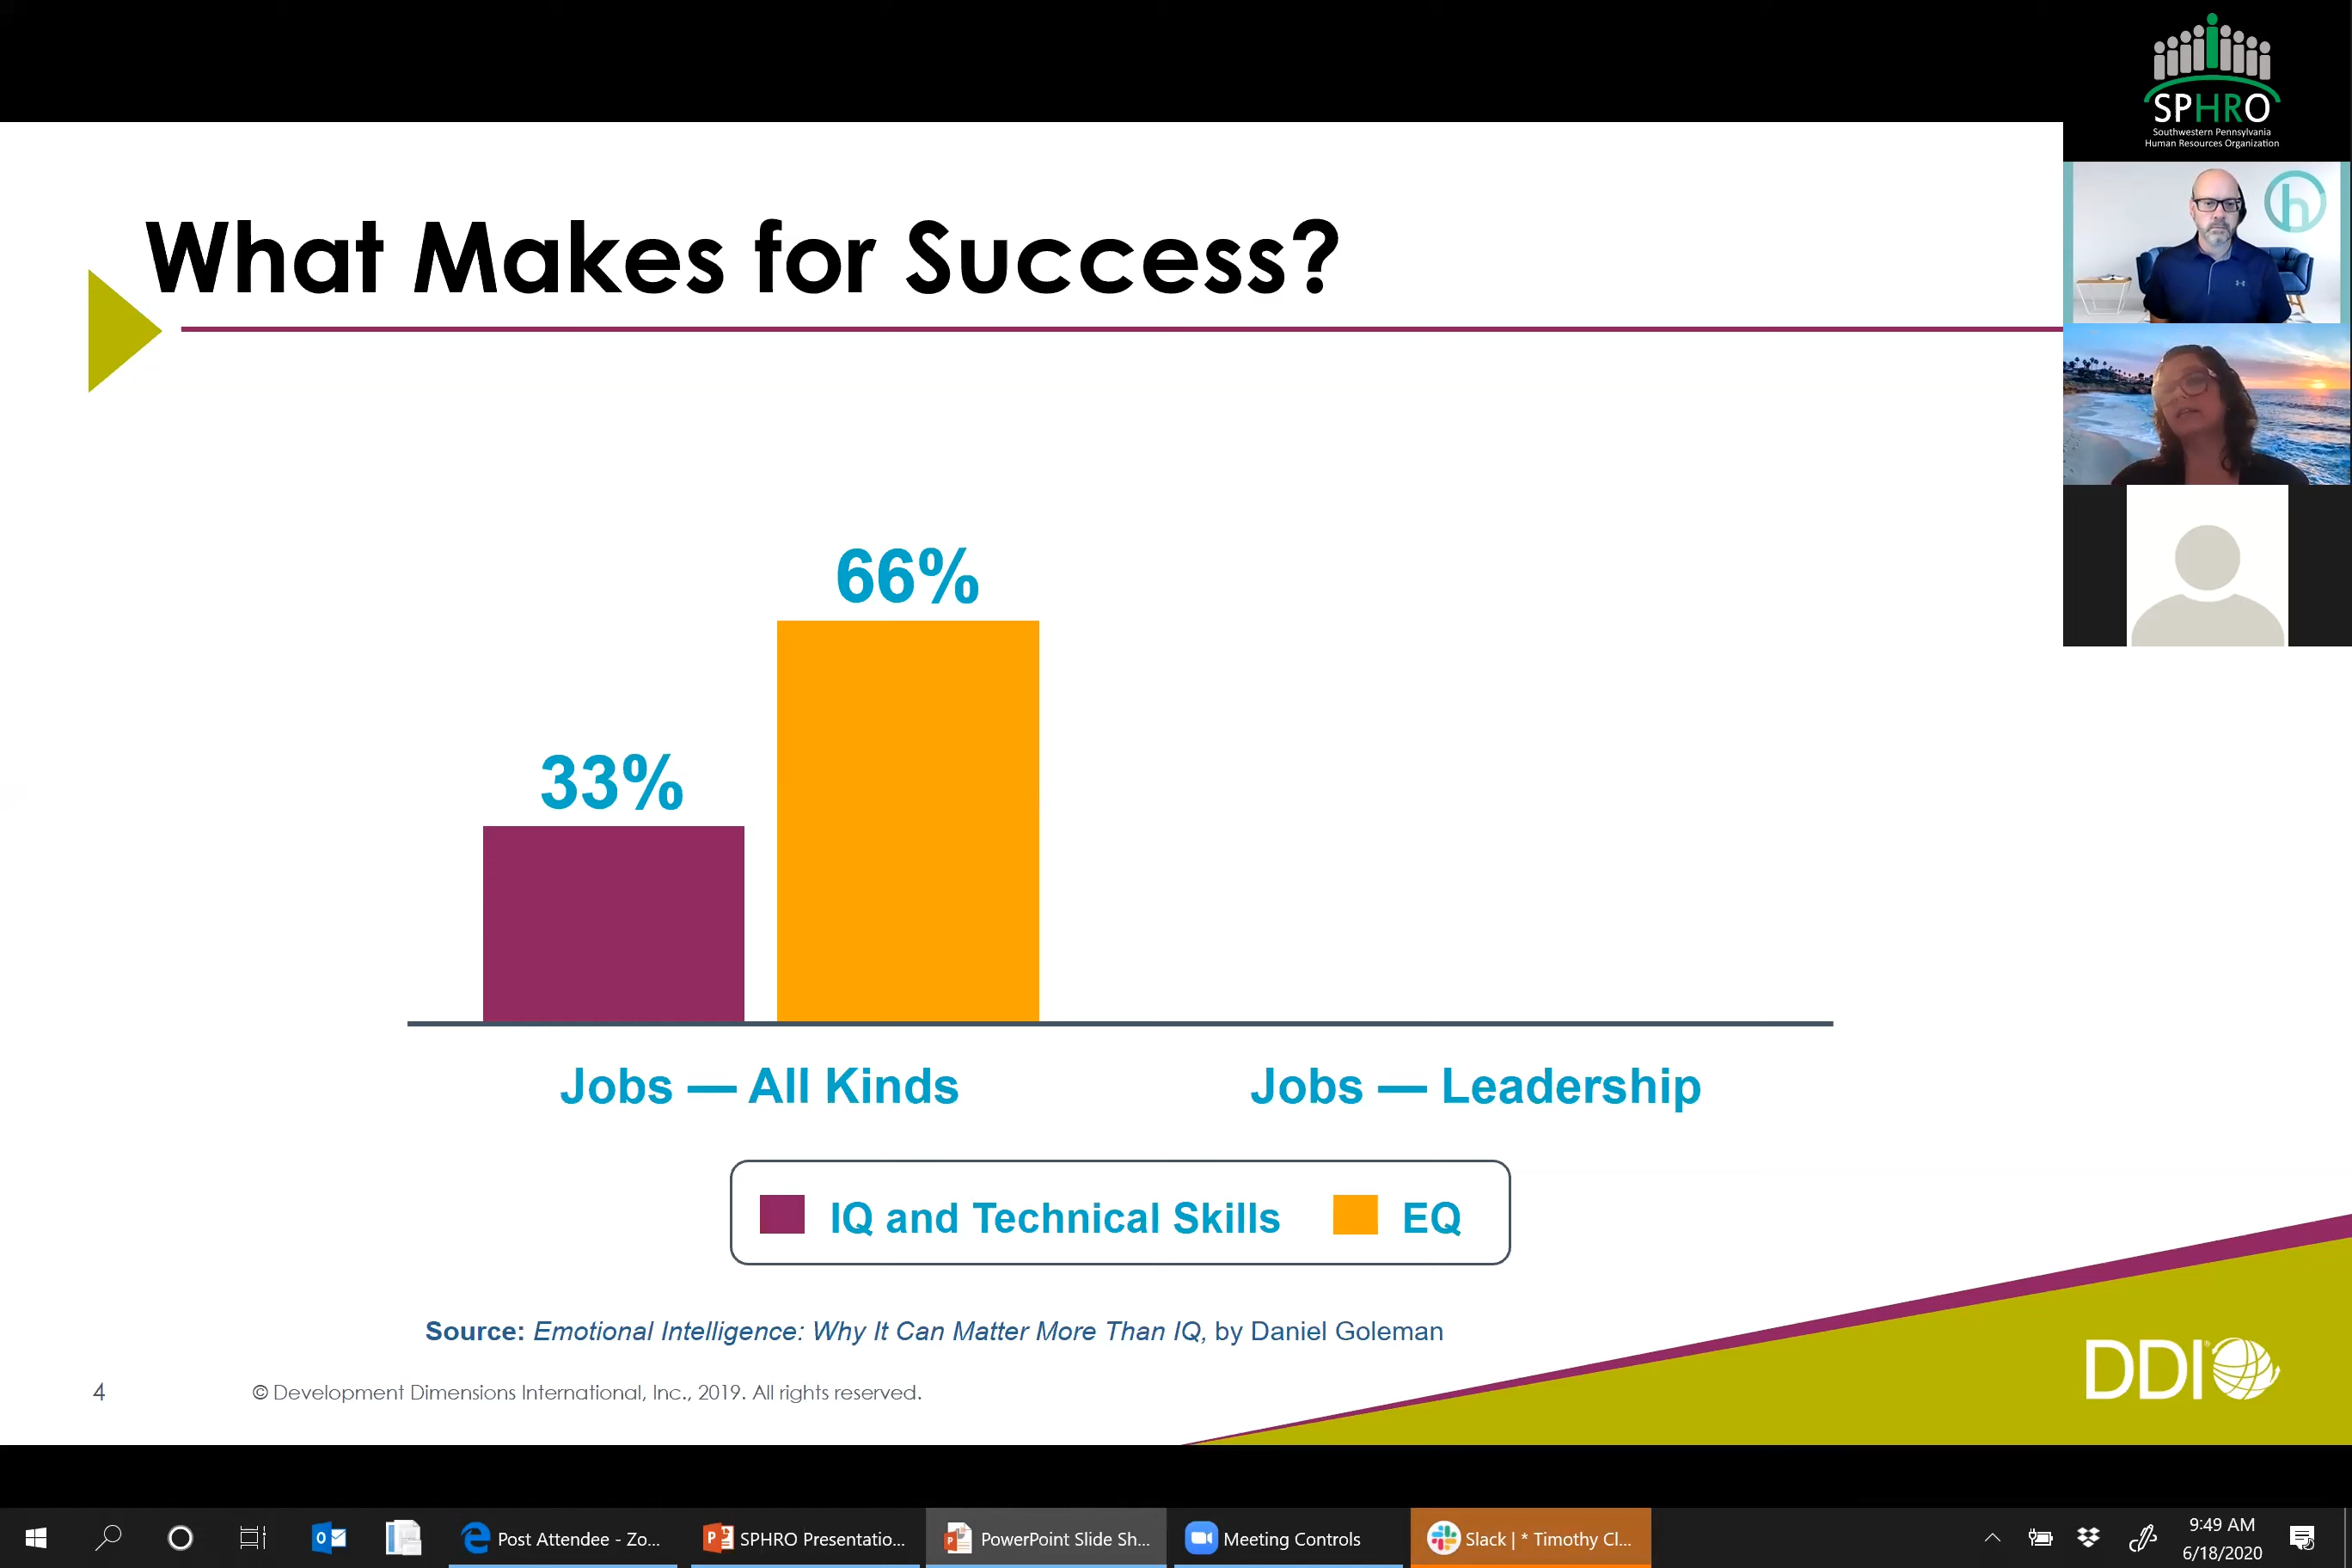 SPHRO
Southwestern Pennsylvania
Human Resources Organization
h
What Makes for Success?
66%
33%
Jobs — All Kinds
Jobs — Leadership
IQ and Technical Skills
EQ
Source: Emotional Intelligence: Why It Can Matter More Than IQ, by Daniel Goleman
4
© Development Dimensions International, Inc., 2019. All rights reserved.
DDI
Post Attendee - Zo...
SPHRO Presentatio...
PowerPoint Slide Sh...
Meeting Controls
Slack | * Timothy Cl...
9:49 AM
6/18/2020